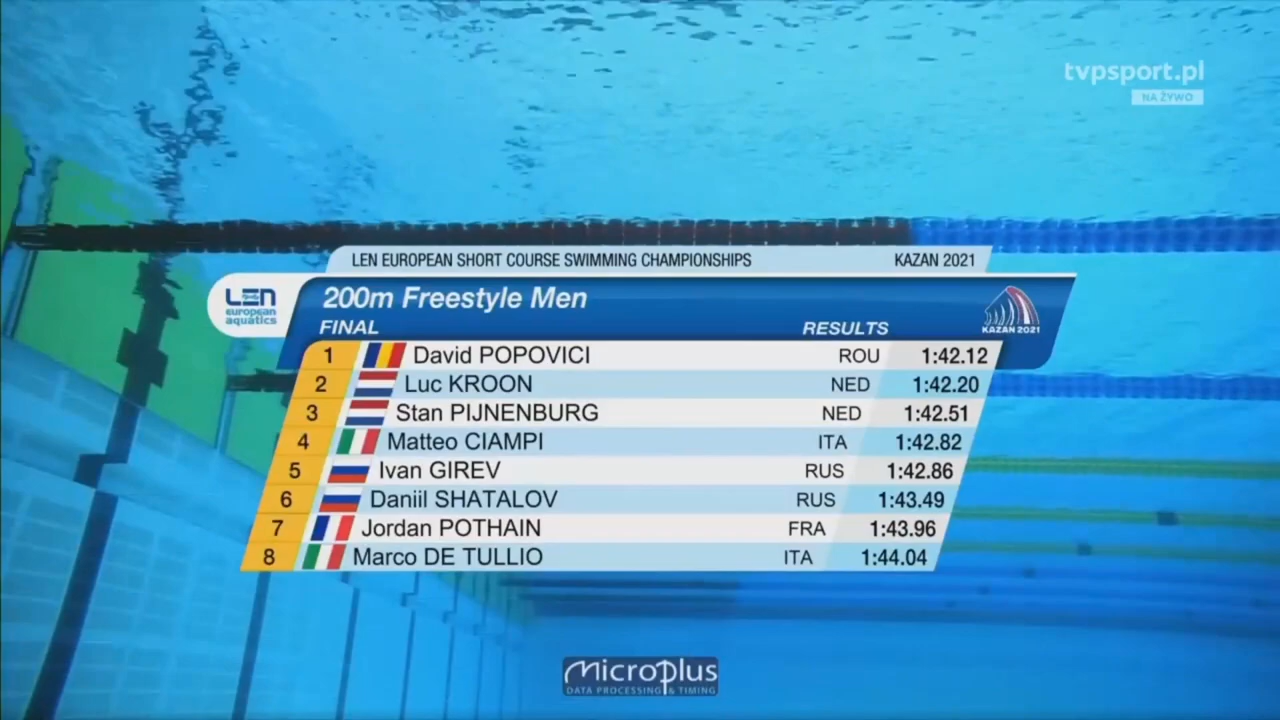 tvpsport.pl
NA ŻYWO
LEN EUROPEAN SHORT COURSE SWIMMING CHAMPIONSHIPS KAZAN 2021
LEN
european
aquatics
200m Freestyle Men
KAZAN 2021
FINAL RESULTS
1 David POPOVICI ROU 1:42.12
2 Luc KROON NED 1:42.20
3 Stan PIJNENBURG NED 1:42.51
4 Matteo CIAMPI ITA 1:42.82
5 Ivan GIREV RUS 1:42.86
6 Daniil SHATALOV RUS 1:43.49
7 Jordan POTHAIN FRA 1:43.96
8 Marco DE TULLIO ITA 1:44.04
MicroPlus
DATA PROCESSING & TIMING